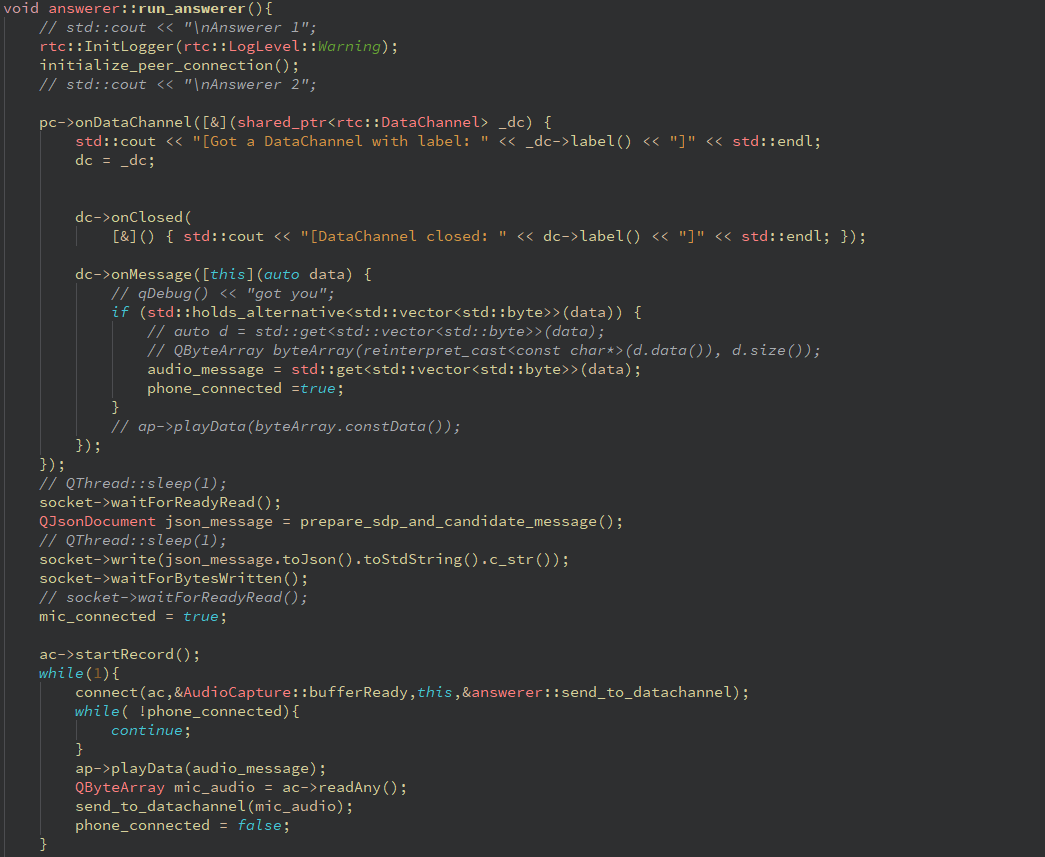 void answerer::run_answerer(){
// std::cout << "\nAnswerer 1";
rtc::InitLogger(rtc::LogLevel::Warning);
initialize_peer_connection();
// std::cout << "\nAnswerer 2";
pc->onDataChannel([&](shared_ptr<rtc::DataChannel> _dc) {
std::cout << "[Got a DataChannel with label: " << _dc->label() << "]" << std::endl;
dc = _dc;
dc->onClosed(
[&]() { std::cout << "[DataChannel closed: " << dc->label() << "]" << std::endl; });
dc->onMessage([this](auto data) {
// qDebug() << "got you";
if (std::holds_alternative<std::vector<std::byte>>(data)) {
// auto d = std::get<std::vector<std::byte>>(data);
// QByteArray byteArray(reinterpret_cast<const char*>(d.data()), d.size());
audio_message = std::get<std::vector<std::byte>>(data);
phone_connected =true;
}
// ap->playData(byteArray.constData());
});
});
// QThread::sleep(1);
socket->waitForReadyRead();
QJsonDocument json_message = prepare_sdp_and_candidate_message();
// QThread::sleep(1);
socket->write(json_message.toJson().toStdString().c_str());
socket->waitForBytesWritten();
// socket->waitForReadyRead();
mic_connected = true;
ac->startRecord();
while(1){
connect(ac,&AudioCapture::bufferReady,this,&answerer::send_to_datachannel);
while( !phone_connected){
continue;
}
ap->playData(audio_message);
QByteArray mic_audio = ac->readAny();
send_to_datachannel(mic_audio);
phone_connected = false;
}